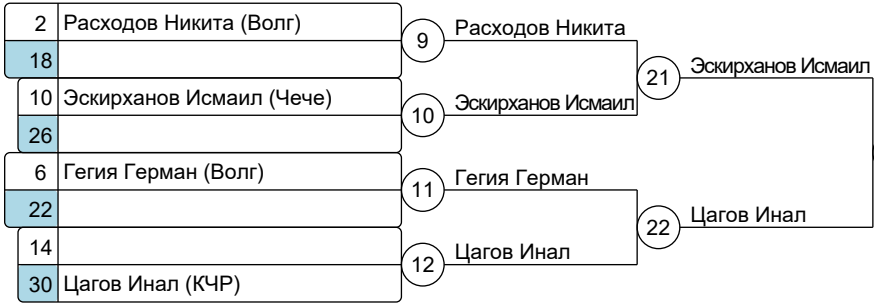 2 Расходов Никита (Волг)
18
9 Расходов Никита
10 Эскирханов Исмаил (Чече)
26
10 Эскирханов Исмаил
21 Эскирханов Исмаил
6 Гегия Герман (Волг)
22
11 Гегия Герман
14
30 Цагов Инал (КЧР)
12 Цагов Инал
22 Цагов Инал